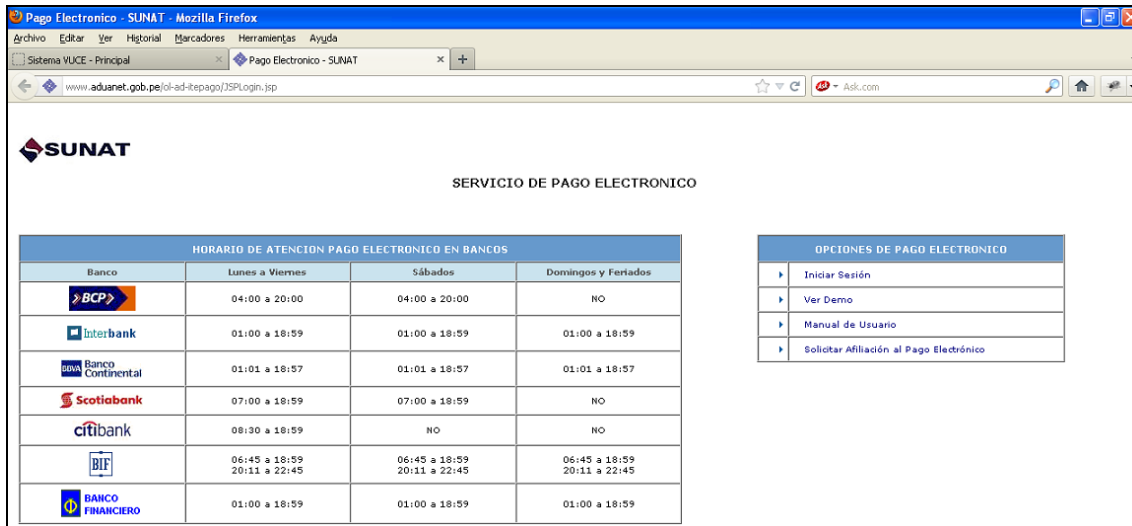 Pago Electronico - SUNAT - Mozilla Firefox
Archivo Editar Ver Historial Marcadores Herramientas Ayuda
Sistema VUCE - Principal × Pago Electronico - SUNAT × +
www.aduanet.gob.pe/ol-ad-itepago/JSPLogin.jsp Ask.com
SUNAT
SERVICIO DE PAGO ELECTRONICO
HORARIO DE ATENCION PAGO ELECTRONICO EN BANCOS
Banco Lunes a Viernes Sábados Domingos y Feriados
BCP 04:00 a 20:00 04:00 a 20:00 NO
Interbank 01:00 a 18:59 01:00 a 18:59 01:00 a 18:59
BBVA Banco Continental 01:01 a 18:57 01:01 a 18:57 01:01 a 18:57
Scotiabank 07:00 a 18:59 07:00 a 18:59 NO
citibank 08:30 a 18:59 NO NO
BIF 06:45 a 18:59 06:45 a 18:59 06:45 a 18:59
20:11 a 22:45 20:11 a 22:45 20:11 a 22:45
BANCO FINANCIERO 01:00 a 18:59 01:00 a 18:59 01:00 a 18:59
OPCIONES DE PAGO ELECTRONICO
Iniciar Sesión
Ver Demo
Manual de Usuario
Solicitar Afiliación al Pago Electrónico